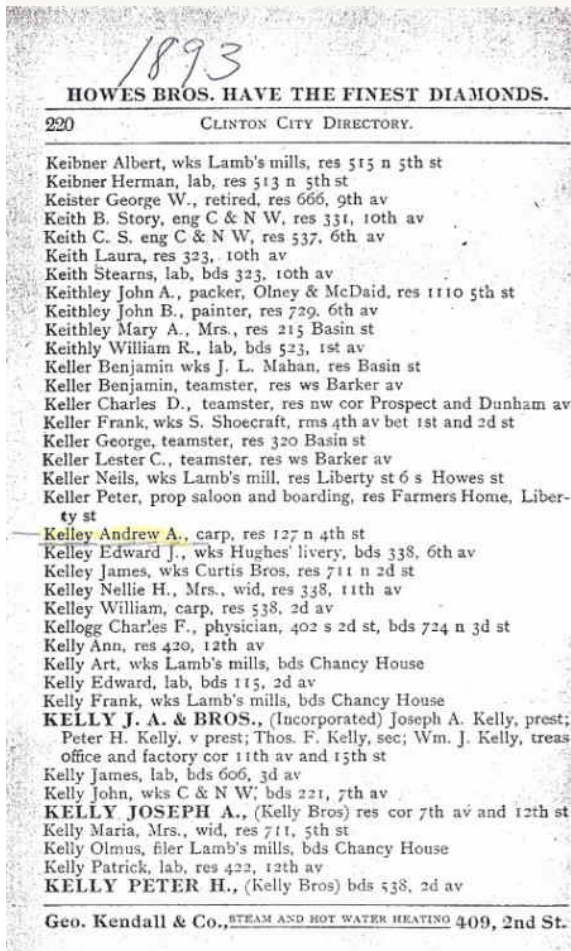 1893
HOWES BROS. HAVE THE FINEST DIAMONDS.
220 CLINTON CITY DIRECTORY.
Keibner Albert, wks Lamb's mills, res 515 n 5th st
Keibner Herman, lab, res 513 n 5th st
Keister George W., retired, res 666, 9th av
Keith B. Story, eng C & N W, res 331, 10th av
Keith C. S. eng C & N W, res 537, 6th av
Keith Laura, res 323, 10th av
Keith Stearns, lab, bds 323, 10th av
Keithley John A., packer, Olney & McDaid, res 1110 5th st
Keithley John B., painter, res 729, 6th av
Keithley Mary A., Mrs., res 215 Basin st
Keithly William R., lab, bds 523, 1st av
Keller Benjamin wks J. L. Mahan, res Basin st
Keller Benjamin, teamster, res ws Barker av
Keller Charles D., teamster, res nw cor Prospect and Dunham av
Keller Frank, wks S. Shoecraft, rms 4th av bet 1st and 2d st
Keller George, teamster, res 320 Basin st
Keller Lester C., teamster, res ws Barker av
Keller Neils, wks Lamb's mill, res Liberty st 6 s Howes st
Keller Peter, prop saloon and boarding, res Farmers Home, Liber-
ty st
Kelley Andrew A., carp, res 127 n 4th st
Kelley Edward J., wks Hughes' livery, bds 338, 6th av
Kelley James, wks Curtis Bros, res 711 n 2d st
Kelley Nellie H., Mrs., wid, res 338, 11th av
Kelley William, carp, res 538, 2d av
Kellogg Charles F., physician, 402 s 2d st, bds 724 n 3d st
Kelly Ann, res 420, 12th av
Kelly Art, wks Lamb's mills, bds Chancy House
Kelly Edward, lab, bds 115, 2d av
Kelly Frank, wks Lamb's mills, bds Chancy House
KELLY J. A. & BROS., (Incorporated) Joseph A. Kelly, prest;
Peter H. Kelly, v prest; Thos. F. Kelly, sec; Wm. J. Kelly, treas
office and factory cor 11th av and 15th st
Kelly James, lab, bds 606, 3d av
Kelly John, wks C & N W, bds 221, 7th av
KELLY JOSEPH A., (Kelly Bros) res cor 7th av and 12th st
Kelly Maria, Mrs., wid, res 711, 5th st
Kelly Olmus, filer Lamb's mills, bds Chancy House
Kelly Patrick, lab, res 422, 12th av
KELLY PETER H., (Kelly Bros) bds 538, 2d av
Geo. Kendall & Co., STEAM AND HOT WATER HEATING 409, 2nd St.